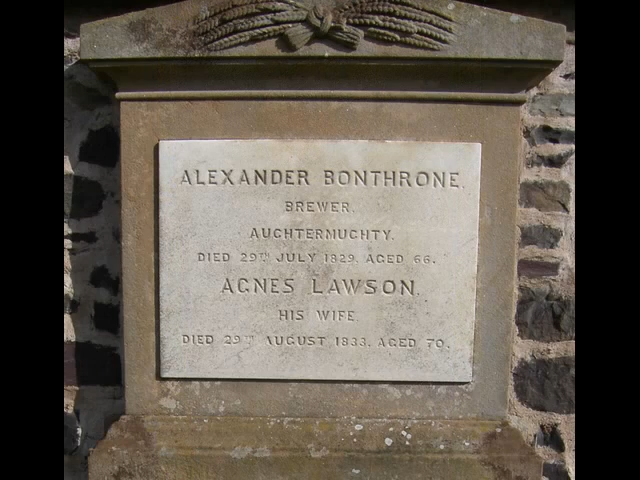 ALEXANDER BONTHRONE,
BREWER.
AUCHTERMUCHTY.
DIED 29TH JULY 1829. AGED 66.
AGNES LAWSON.
HIS WIFE.
DIED 29TH AUGUST 1833. AGED 70.